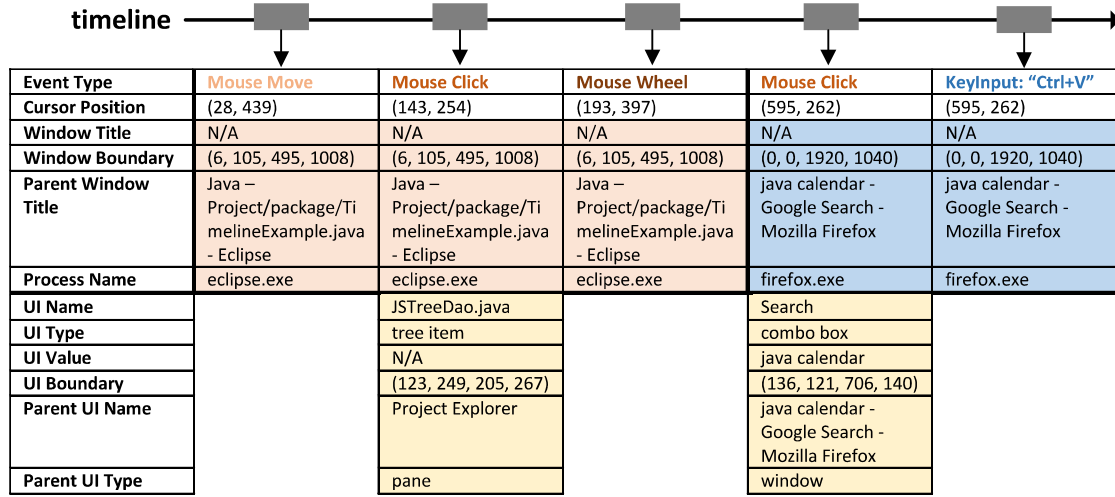 timeline
Event Type Mouse Move Mouse Click Mouse Wheel Mouse Click KeyInput: “Ctrl+V”
Cursor Position (28, 439) (143, 254) (193, 397) (595, 262) (595, 262)
Window Title N/A N/A N/A N/A N/A
Window Boundary (6, 105, 495, 1008) (6, 105, 495, 1008) (6, 105, 495, 1008) (0, 0, 1920, 1040) (0, 0, 1920, 1040)
Parent Window Java – Java – Java – java calendar - java calendar -
Title Project/package/Ti Project/package/Ti Project/package/Ti Google Search - Google Search -
melineExample.java melineExample.java melineExample.java Mozilla Firefox Mozilla Firefox
- Eclipse - Eclipse - Eclipse
Process Name eclipse.exe eclipse.exe eclipse.exe firefox.exe firefox.exe
UI Name JSTreeDao.java Search
UI Type tree item combo box
UI Value N/A java calendar
UI Boundary (123, 249, 205, 267) (136, 121, 706, 140)
Parent UI Name Project Explorer java calendar -
Google Search -
Mozilla Firefox
Parent UI Type pane window